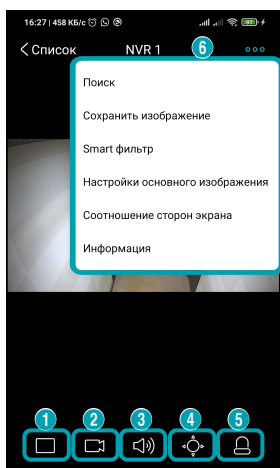 16:27 | 458 КБ/с
97
Список
NVR 1
6
Поиск
Сохранить изображение
Smart фильтр
Настройки основного изображения
Соотношение сторон экрана
Информация
1
2
3
4
5